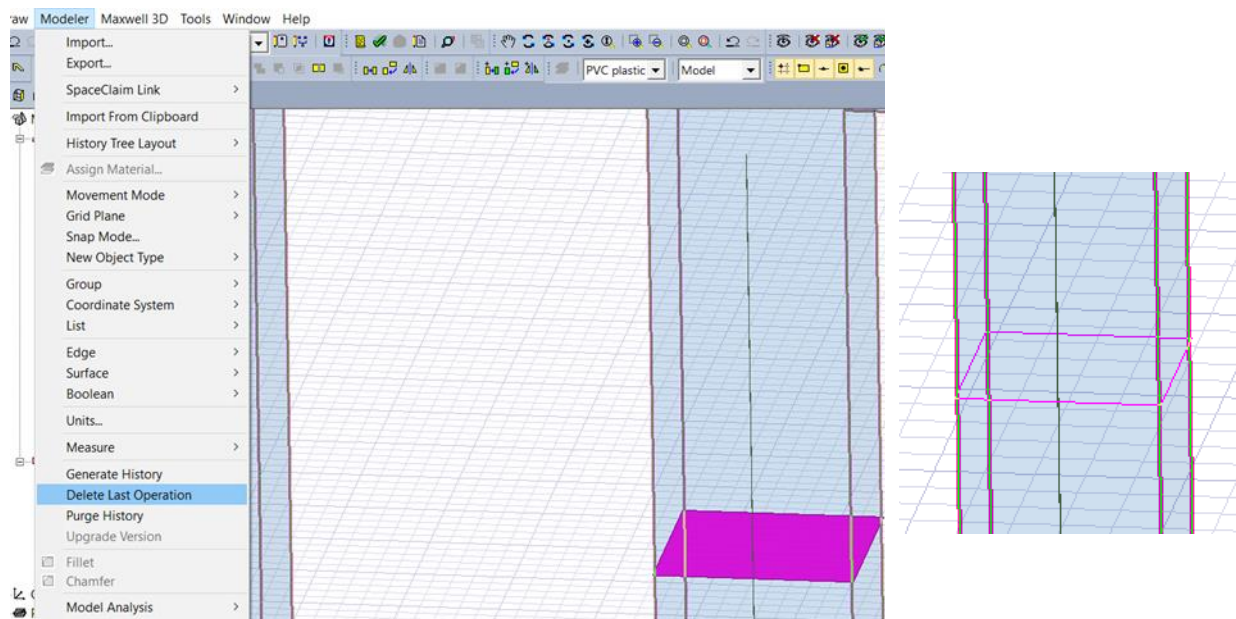 raw Modeler Maxwell 3D Tools Window Help
PVC plastic Model
Import...
Export...
SpaceClaim Link
Import From Clipboard
History Tree Layout
Assign Material...
Movement Mode
Grid Plane
Snap Mode...
New Object Type
Group
Coordinate System
List
Edge
Surface
Boolean
Units...
Measure
Generate History
Delete Last Operation
Purge History
Upgrade Version
Fillet
Chamfer
Model Analysis